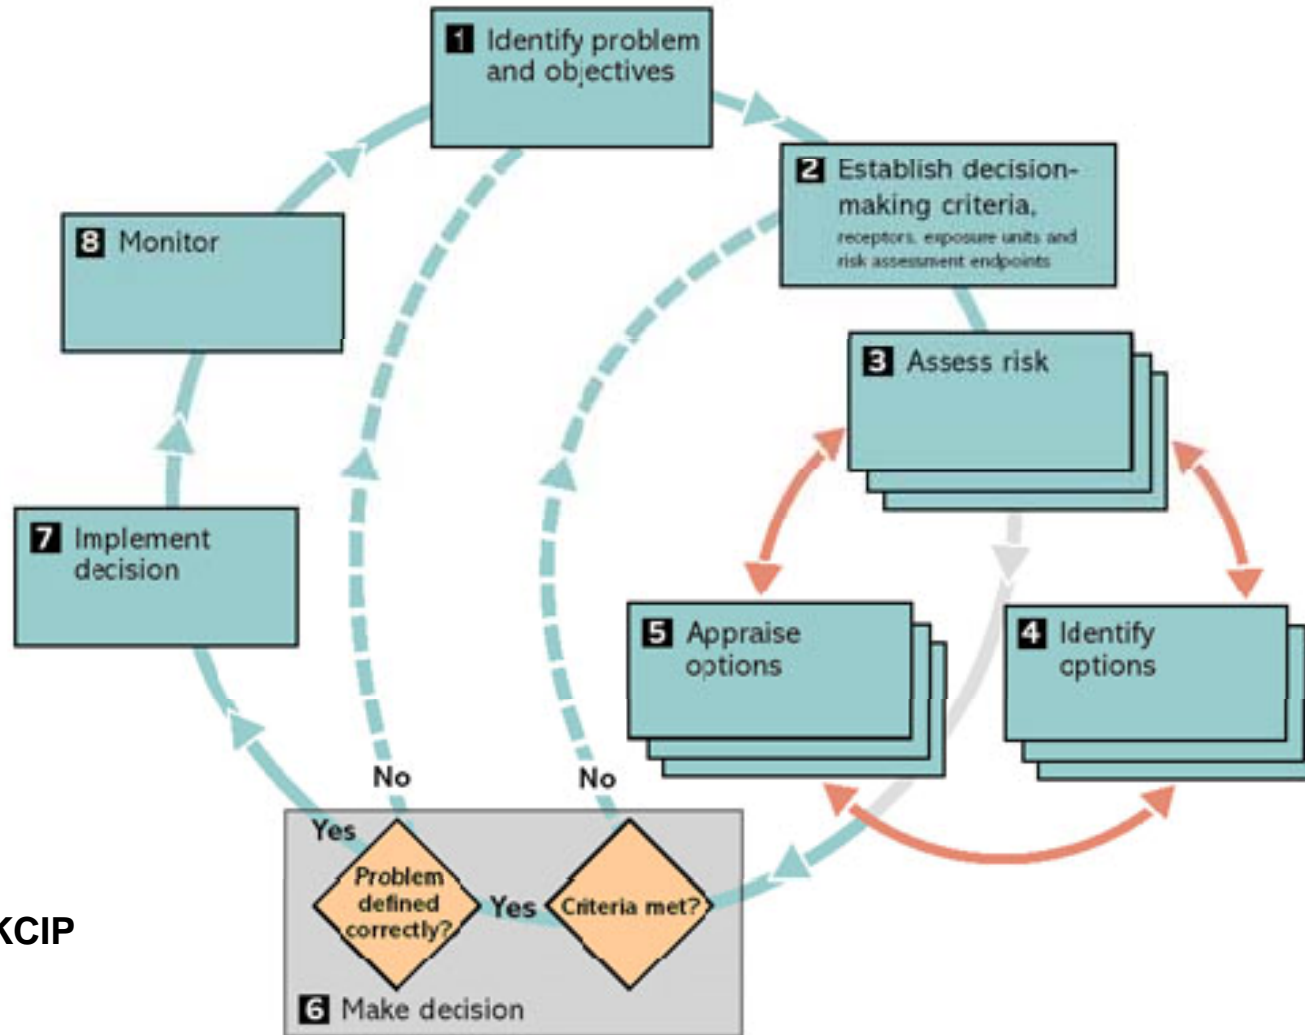 1 Identify problem
and objectives
2 Establish decision-
making criteria,
receptors, exposure units and
risk assessment endpoints
3 Assess risk
4 Identify
options
5 Appraise
options
Criteria met?
Yes
No
Problem
defined
correctly?
Yes
No
6 Make decision
7 Implement
decision
8 Monitor
KCIP